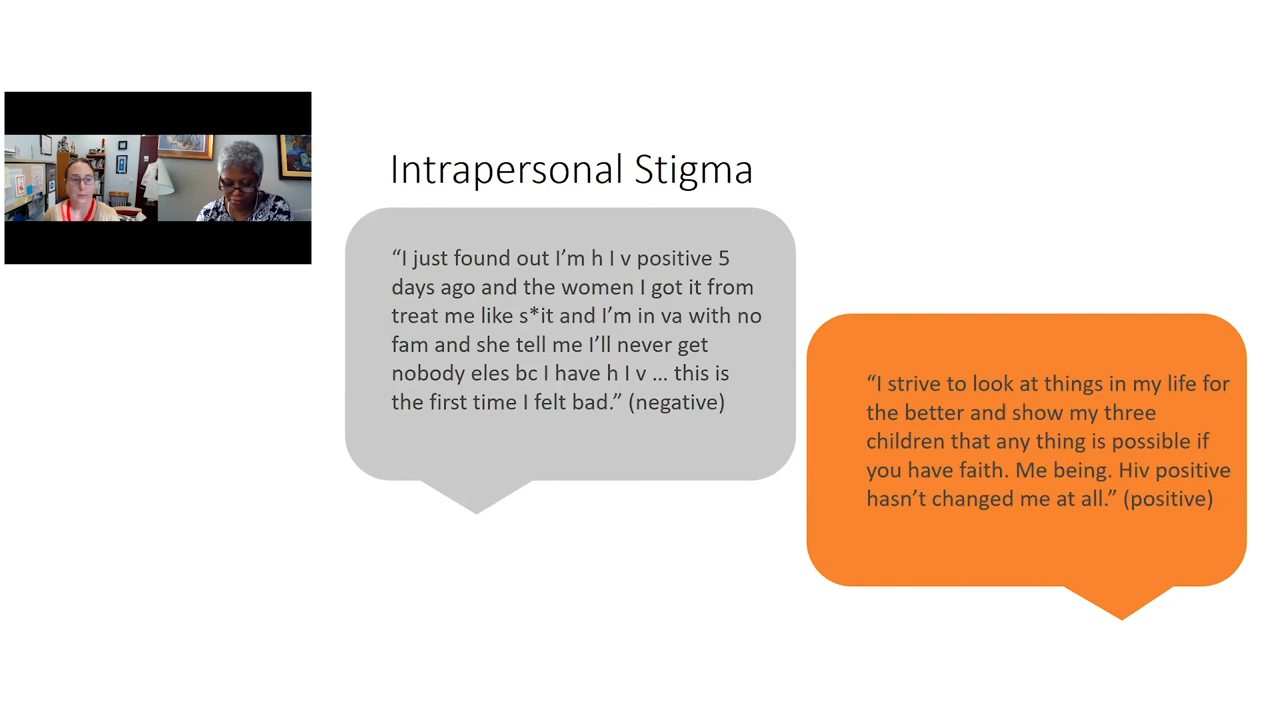 Intrapersonal Stigma
“I just found out I’m h I v positive 5
days ago and the women I got it from
treat me like s*it and I’m in va with no
fam and she tell me I’ll never get
nobody eles bc I have h I v … this is
the first time I felt bad.” (negative)
“I strive to look at things in my life for
the better and show my three
children that any thing is possible if
you have faith. Me being. Hiv positive
hasn’t changed me at all.” (positive)